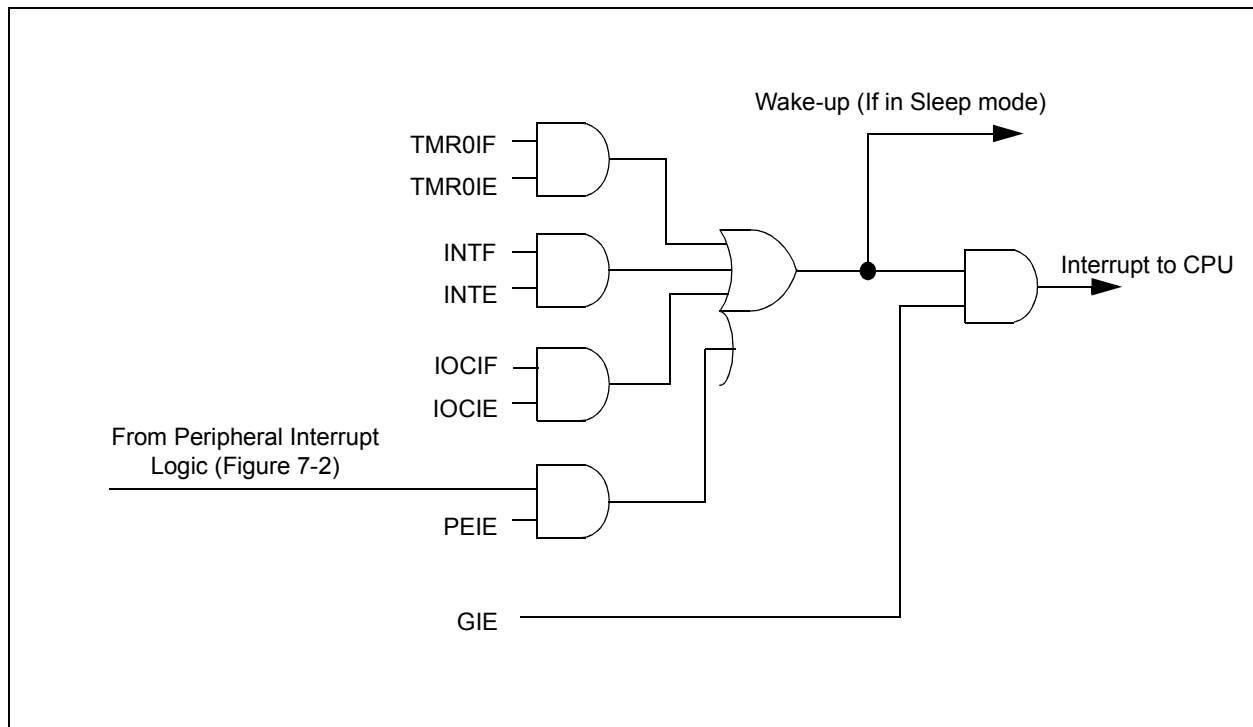 Wake-up (If in Sleep mode)
TMR0IF
TMR0IE
INTF
INTE
Interrupt to CPU
IOCIF
IOCIE
From Peripheral Interrupt
Logic (Figure 7-2)
PEIE
GIE